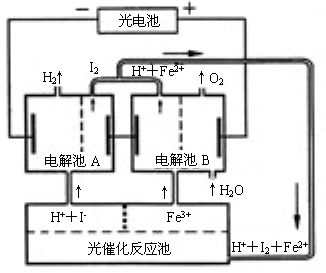 − 光电池 +
I₂
H⁺+Fe²⁺
H₂↑
O₂
电解池 A
电解池 B
H₂O
H⁺+I⁻
Fe³⁺
光催化反应池
H⁺+I₂+Fe²⁺